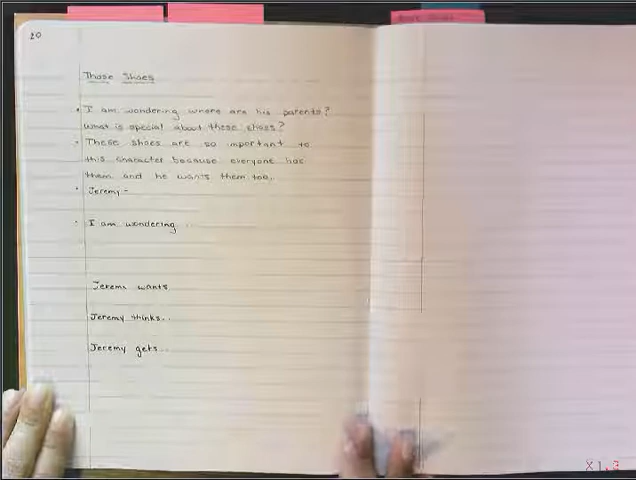 20
Those Shoes
• I am wondering where are his parents?
What is special about these shoes?
• These shoes are so important to
this character because everyone has
them and he wants them too.
• Jeremy -
• I am wondering ..
Jeremy wants
Jeremy thinks...
Jeremy gets...
X1.3